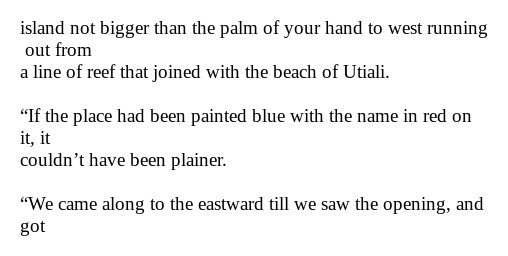 island not bigger than the palm of your hand to west running
out from
a line of reef that joined with the beach of Utiali.
“If the place had been painted blue with the name in red on
it, it
couldn’t have been plainer.
“We came along to the eastward till we saw the opening, and
got